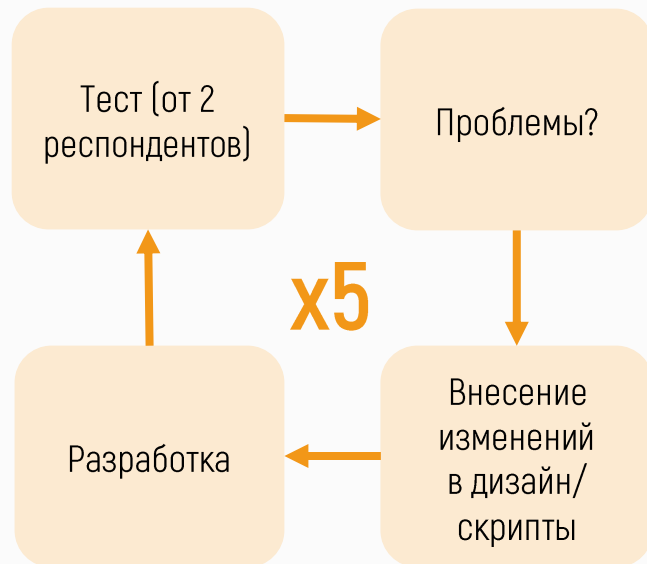 Тест (от 2
респондентов)
Проблемы?
x5
Разработка
Внесение
изменений
в дизайн/
скрипты